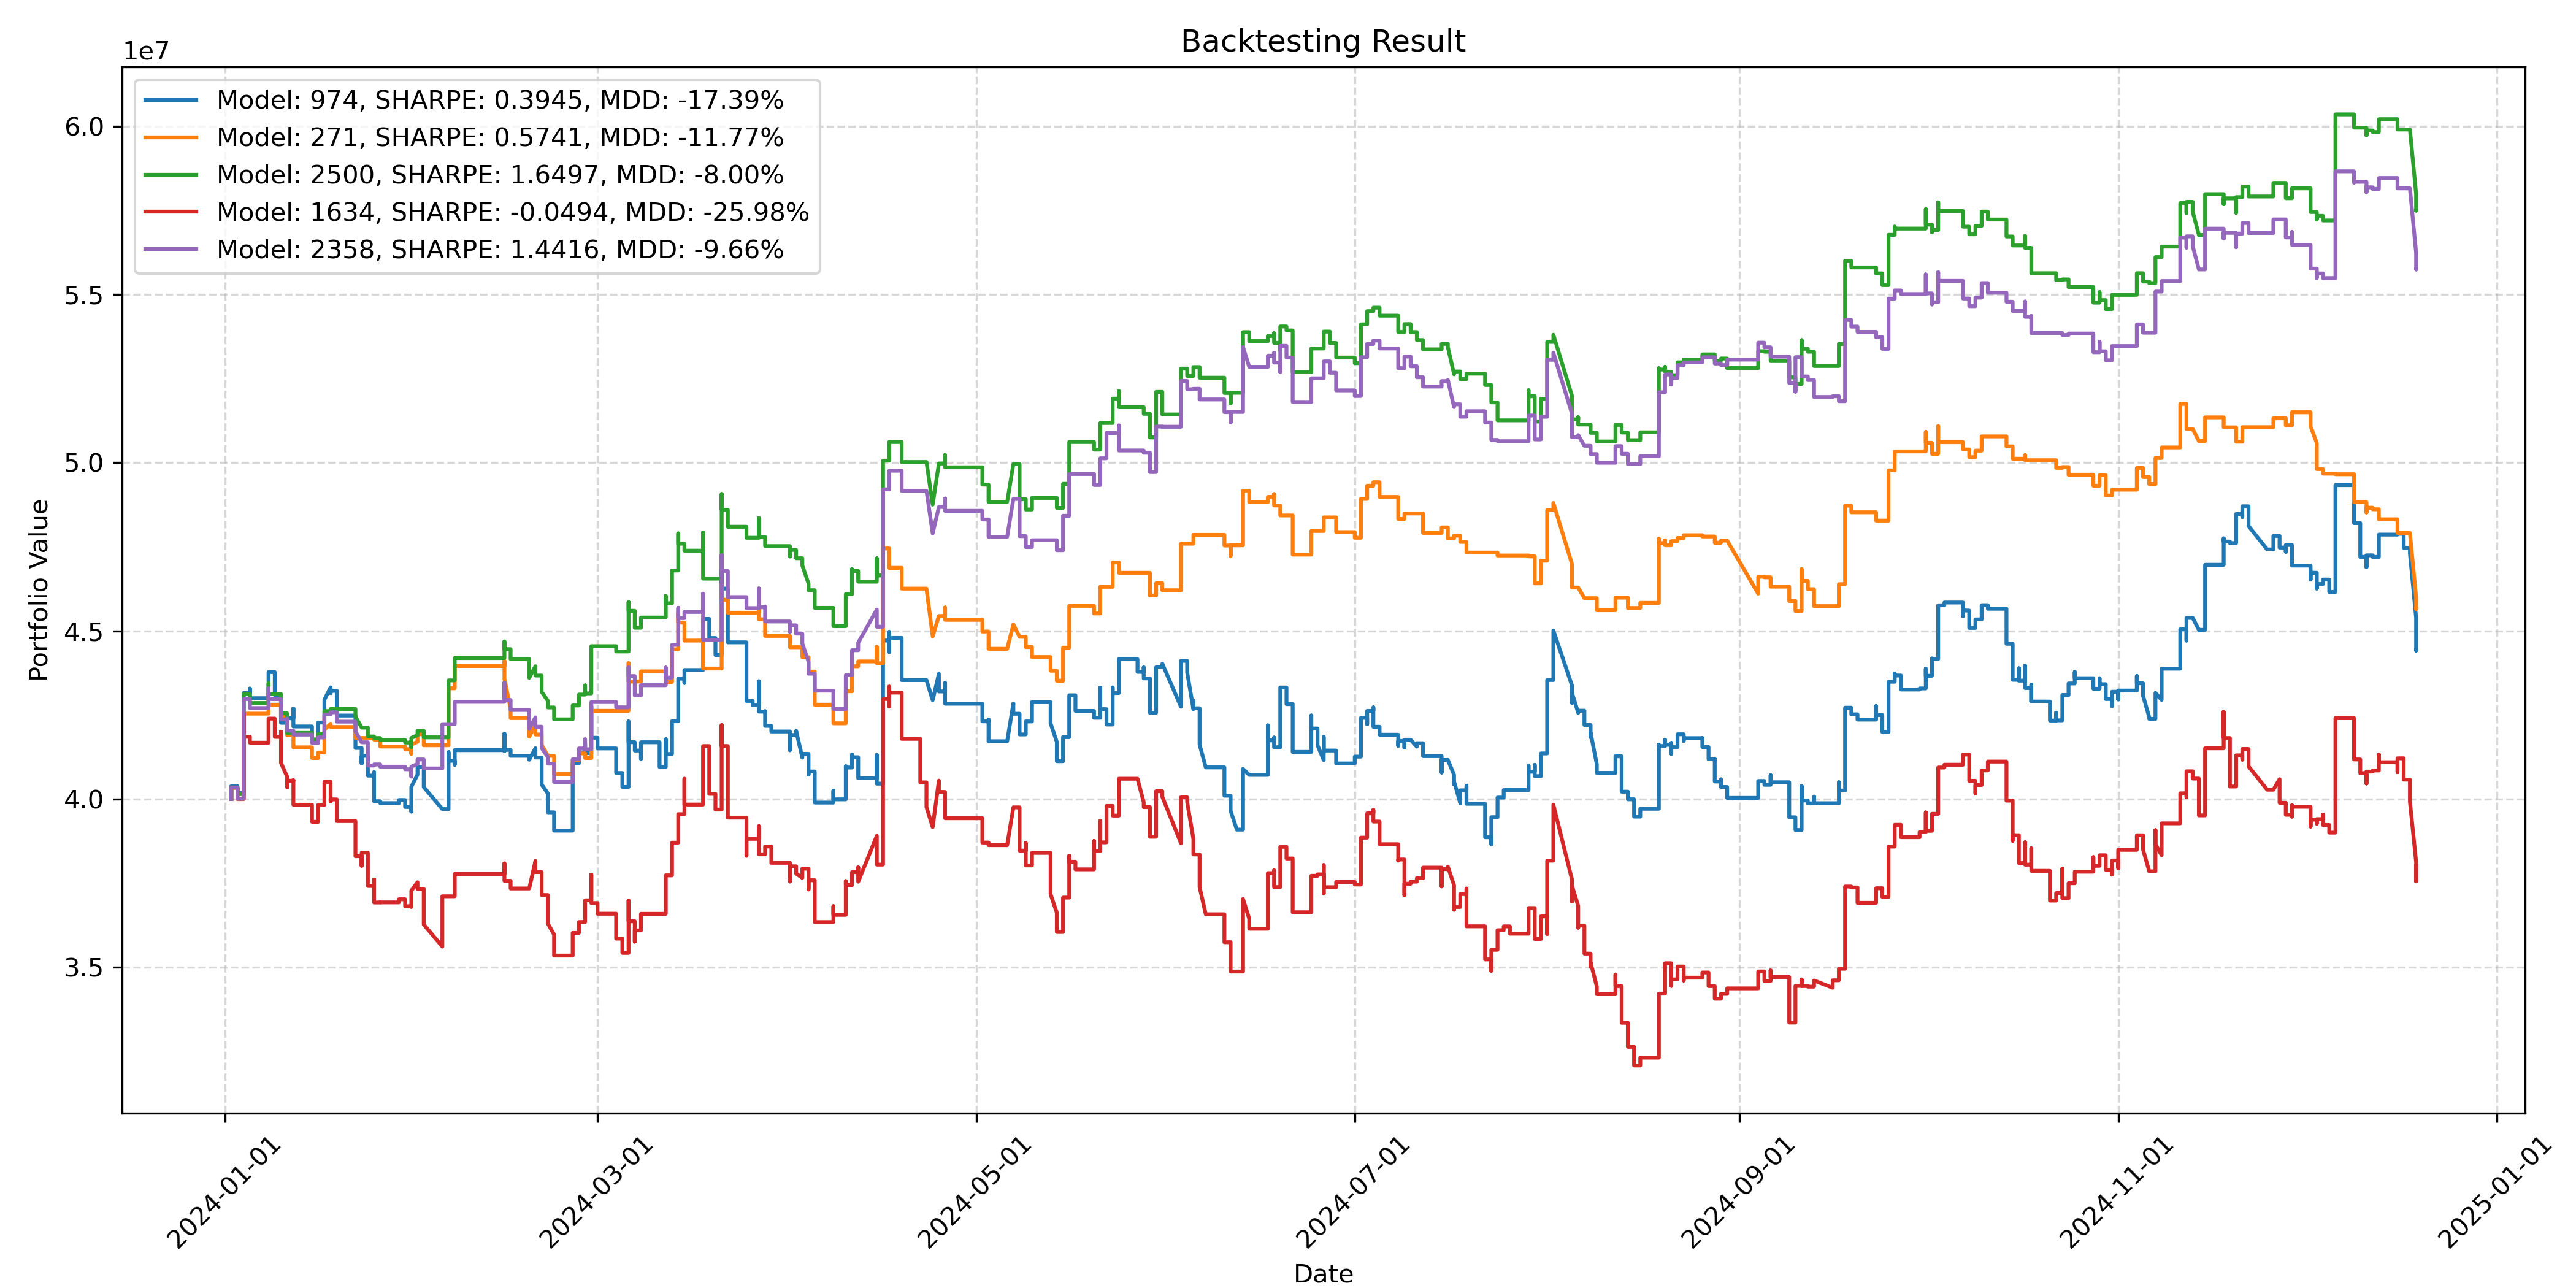 Backtesting Result
1e7
Model: 974, SHARPE: 0.3945, MDD: -17.39%
Model: 271, SHARPE: 0.5741, MDD: -11.77%
Model: 2500, SHARPE: 1.6497, MDD: -8.00%
Model: 1634, SHARPE: -0.0494, MDD: -25.98%
Model: 2358, SHARPE: 1.4416, MDD: -9.66%
6.0
5.5
5.0
4.5
4.0
3.5
Portfolio Value
2024-01-01
2024-03-01
2024-05-01
2024-07-01
2024-09-01
2024-11-01
2025-01-01
Date